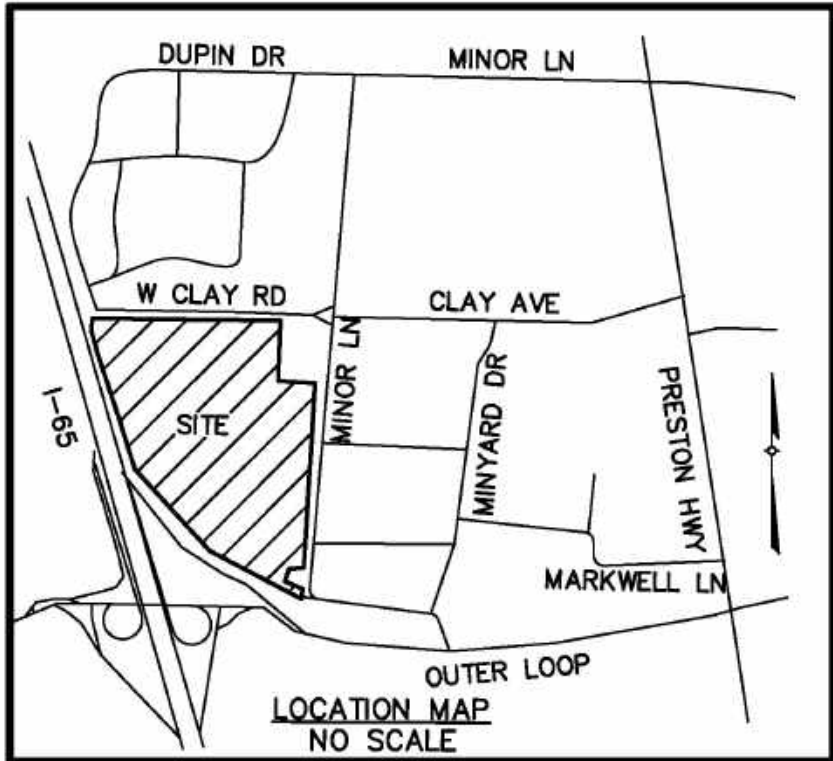 DUPIN DR
MINOR LN
W CLAY RD
CLAY AVE
MINOR LN
MINYARD DR
I-65
SITE
PRESTON HWY
MARKWELL LN
OUTER LOOP
LOCATION MAP
NO SCALE